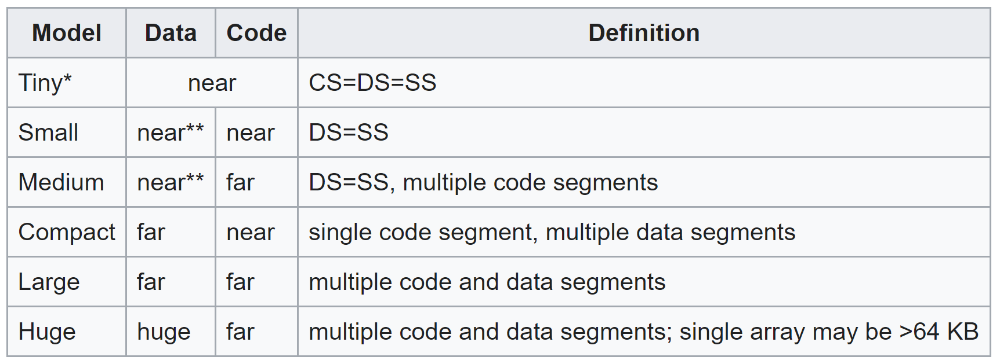 Model Data Code Definition
Tiny* near CS=DS=SS
Small near** near DS=SS
Medium near** far DS=SS, multiple code segments
Compact far near single code segment, multiple data segments
Large far far multiple code and data segments
Huge huge far multiple code and data segments; single array may be >64 KB